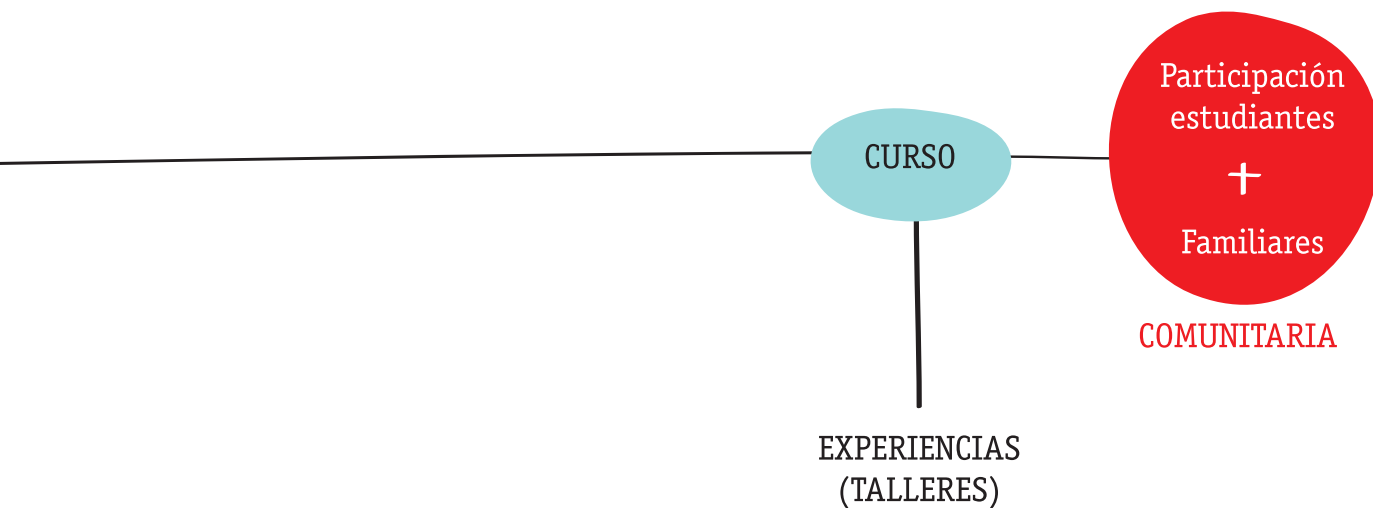 CURSO
Participación
estudiantes
+
Familiares
COMUNITARIA
EXPERIENCIAS
(TALLERES)